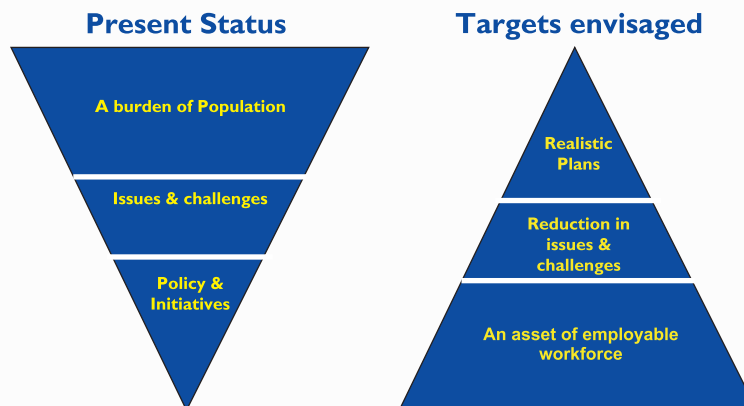 Present Status
A burden of Population
Issues & challenges
Policy &
Initiatives
Targets envisaged
Realistic
Plans
Reduction in
issues &
challenges
An asset of employable
workforce